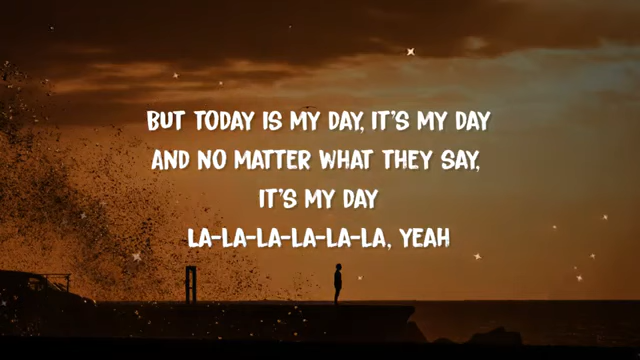 BUT TODAY IS MY DAY, IT'S MY DAY
AND NO MATTER WHAT THEY SAY,
IT'S MY DAY
LA-LA-LA-LA-LA-LA, YEAH